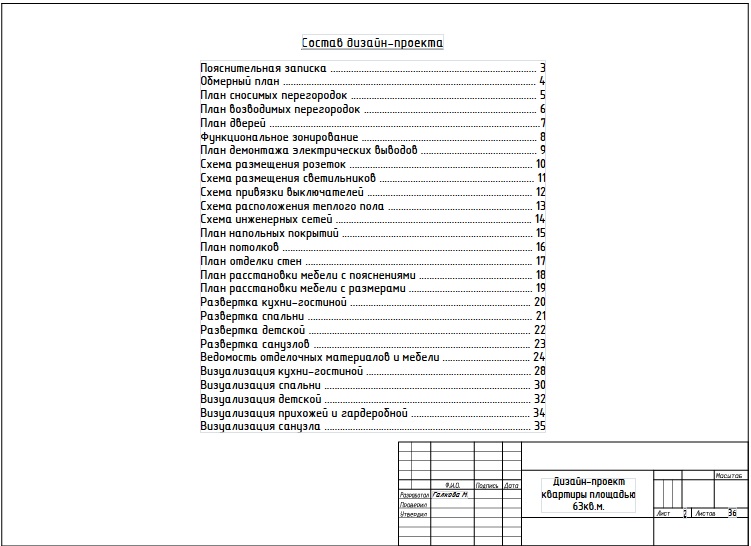 Состав дизайн-проекта
Пояснительная записка ... 3
Обмерный план ... 4
План сносимых перегородок ... 5
План возводимых перегородок ... 6
План дверей ... 7
Функциональное зонирование ... 8
План демонтажа электрических выводов ... 9
Схема размещения розеток ... 10
Схема размещения светильников ... 11
Схема привязки выключателей ... 12
Схема расположения теплого пола ... 13
Схема инженерных сетей ... 14
План напольных покрытий ... 15
План потолков ... 16
План отделки стен ... 17
План расстановки мебели с пояснениями ... 18
План расстановки мебели с размерами ... 19
Развертка кухни-гостиной ... 20
Развертка спальни ... 21
Развертка детской ... 22
Развертка санузлов ... 23
Ведомость отделочных материалов и мебели ... 24
Визуализация кухни-гостиной ... 28
Визуализация спальни ... 30
Визуализация детской ... 32
Визуализация прихожей и гардеробной ... 34
Визуализация санузла ... 35
Ф.И.О. Подпись Дата
Разработал Галкова М.
Проверил
Утвердил
Дизайн-проект
квартиры площадью
63кв.м.
Масштаб
Лист 2 Листов 36